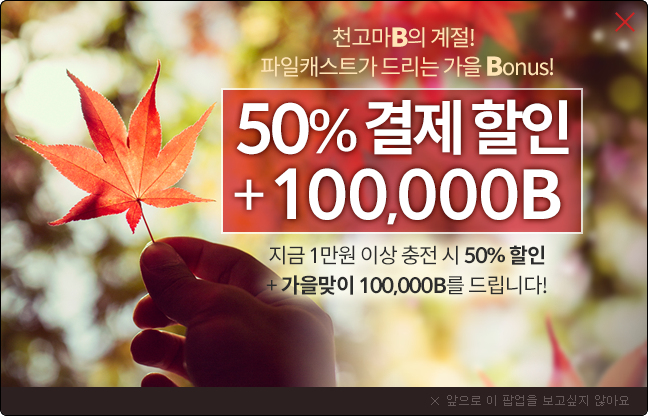 천고마B의 계절!
파일캐스트가 드리는 가을 Bonus!
50% 결제 할인
+ 100,000B
지금 1만원 이상 충전 시 50% 할인
+ 가을맞이 100,000B를 드립니다!
× 앞으로 이 팝업을 보고싶지 않아요